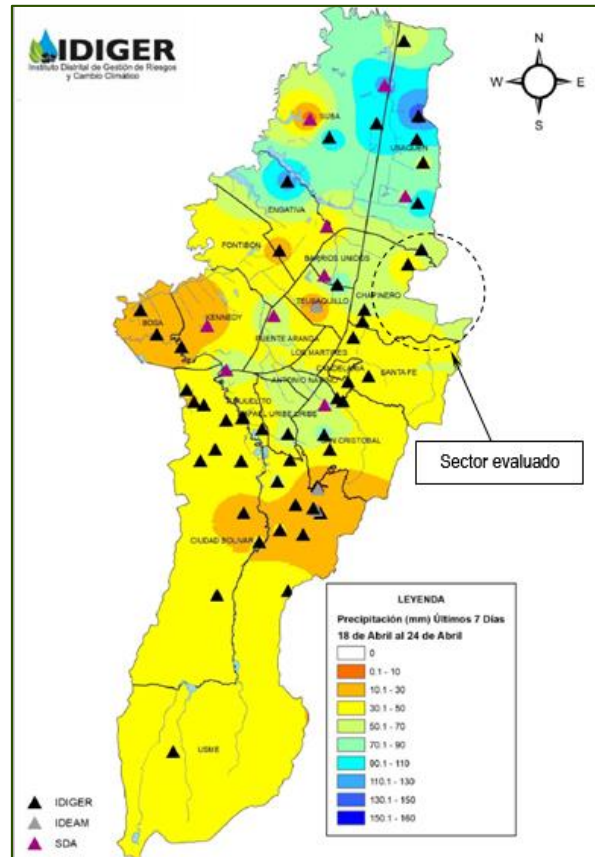 IDIGER
Instituto Distrital de Gestión de Riesgos
y Cambio Climático
N
W
E
S
SUBA
USAQUEN
ENGATIVA
FONTIBON
BARRIOS UNIDOS
TEUSAQUILLO
CHAPINERO
BOSA
KENNEDY
PUENTE ARANDA
LOS MARTIRES
CANDELARIA
SANTA FE
ANTONIO NARIÑO
TUNJUELITO
RAFAEL URIBE URIBE
SAN CRISTOBAL
Sector evaluado
CIUDAD BOLIVAR
USME
LEYENDA
Precipitación (mm) Últimos 7 Días
18 de Abril al 24 de Abril
0
0.1 - 10
10.1 - 30
30.1 - 50
50.1 - 70
70.1 - 90
90.1 - 110
110.1 - 130
130.1 - 150
150.1 - 160
IDIGER
IDEAM
SDA